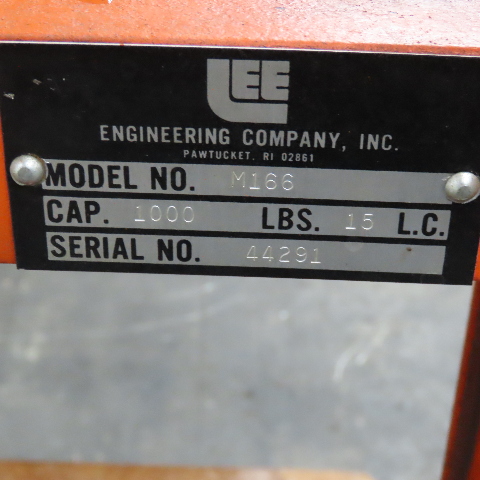 LEE
ENGINEERING COMPANY, INC.
PAWTUCKET, RI 02861
MODEL NO. M166
CAP. 1000 LBS. 15 L.C.
SERIAL NO. 44291